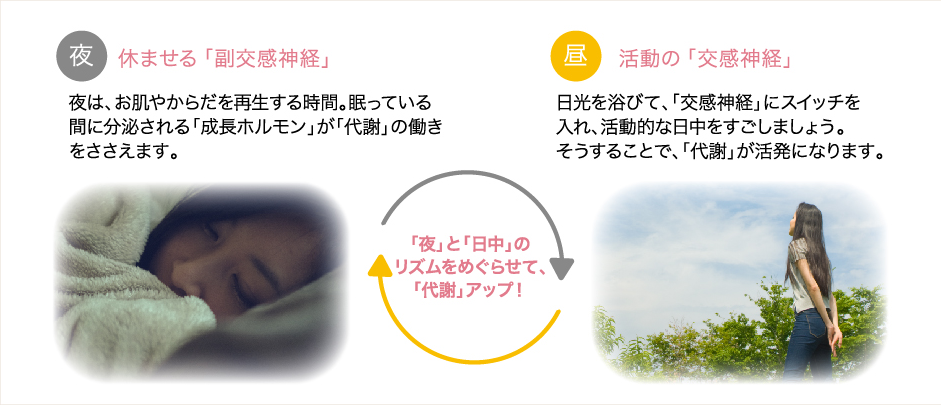 夜
休ませる「副交感神経」
夜は、お肌やからだを再生する時間。眠っている
間に分泌される「成長ホルモン」が「代謝」の働き
をささえます。
昼
活動の「交感神経」
日光を浴びて、「交感神経」にスイッチを
入れ、活動的な日中をすごしましょう。
そうすることで、「代謝」が活発になります。
「夜」と「日中」の
リズムをめぐらせて、
「代謝」アップ!